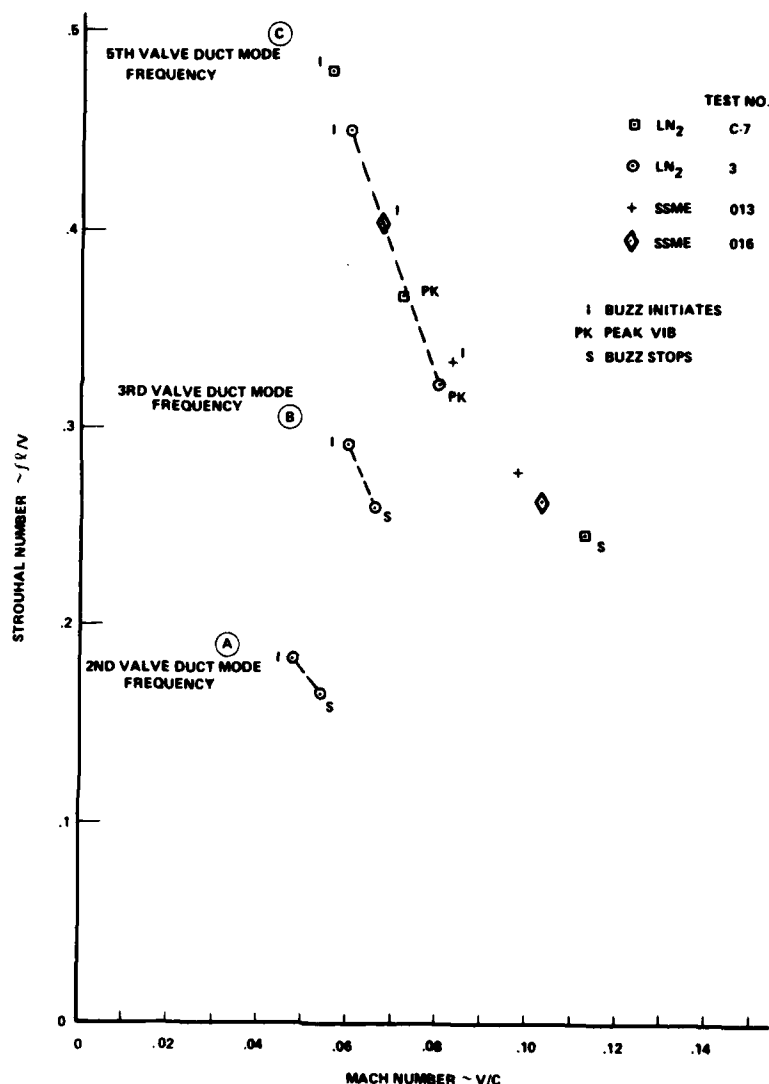 .5
C
5TH VALVE DUCT MODE
FREQUENCY
I
I
TEST NO.
LN2 C-7
LN2 3
SSME 013
SSME 016
.4
I
PK
I BUZZ INITIATES
PK PEAK VIB
S BUZZ STOPS
I
PK
3RD VALVE DUCT MODE
FREQUENCY
B
.3
I
S
S
STROUHAL NUMBER ~ fℓ/V
.2
A
2ND VALVE DUCT MODE
FREQUENCY
I
S
.1
0
0 .02 .04 .06 .08 .10 .12 .14
MACH NUMBER ~ V/C